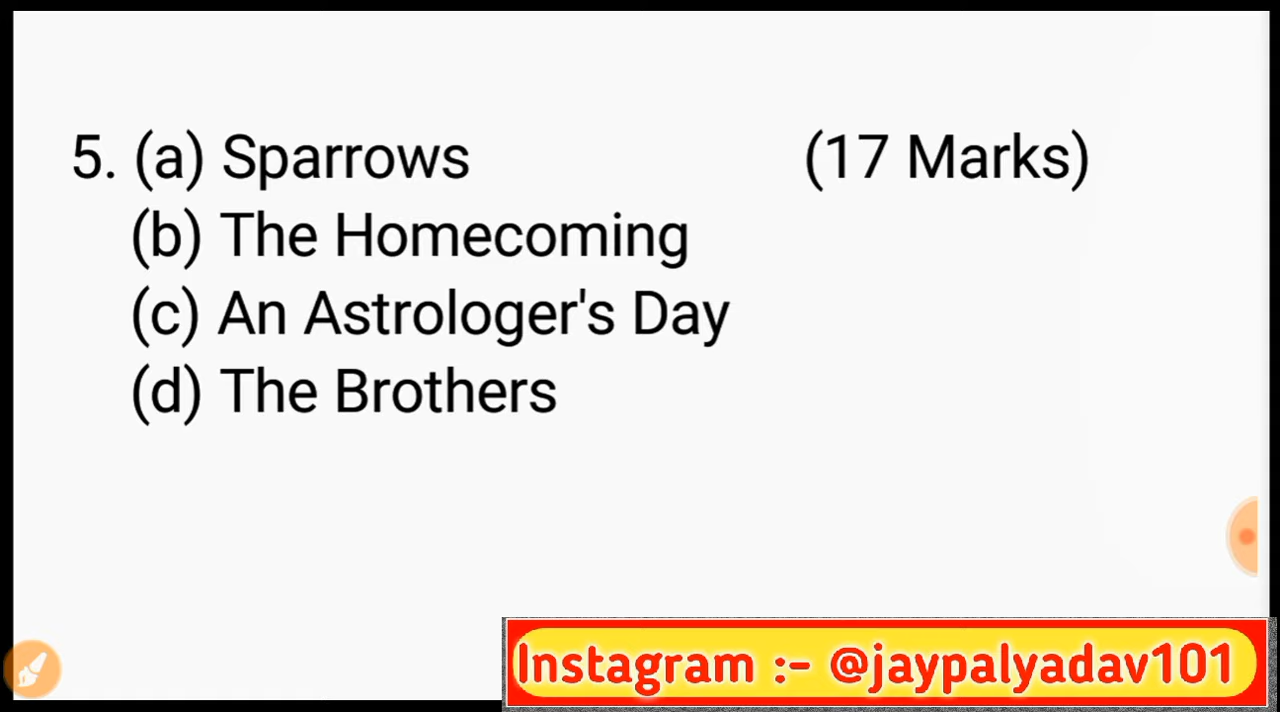 5. (a) Sparrows (17 Marks)
(b) The Homecoming
(c) An Astrologer's Day
(d) The Brothers
Instagram :- @jaypalyadav101